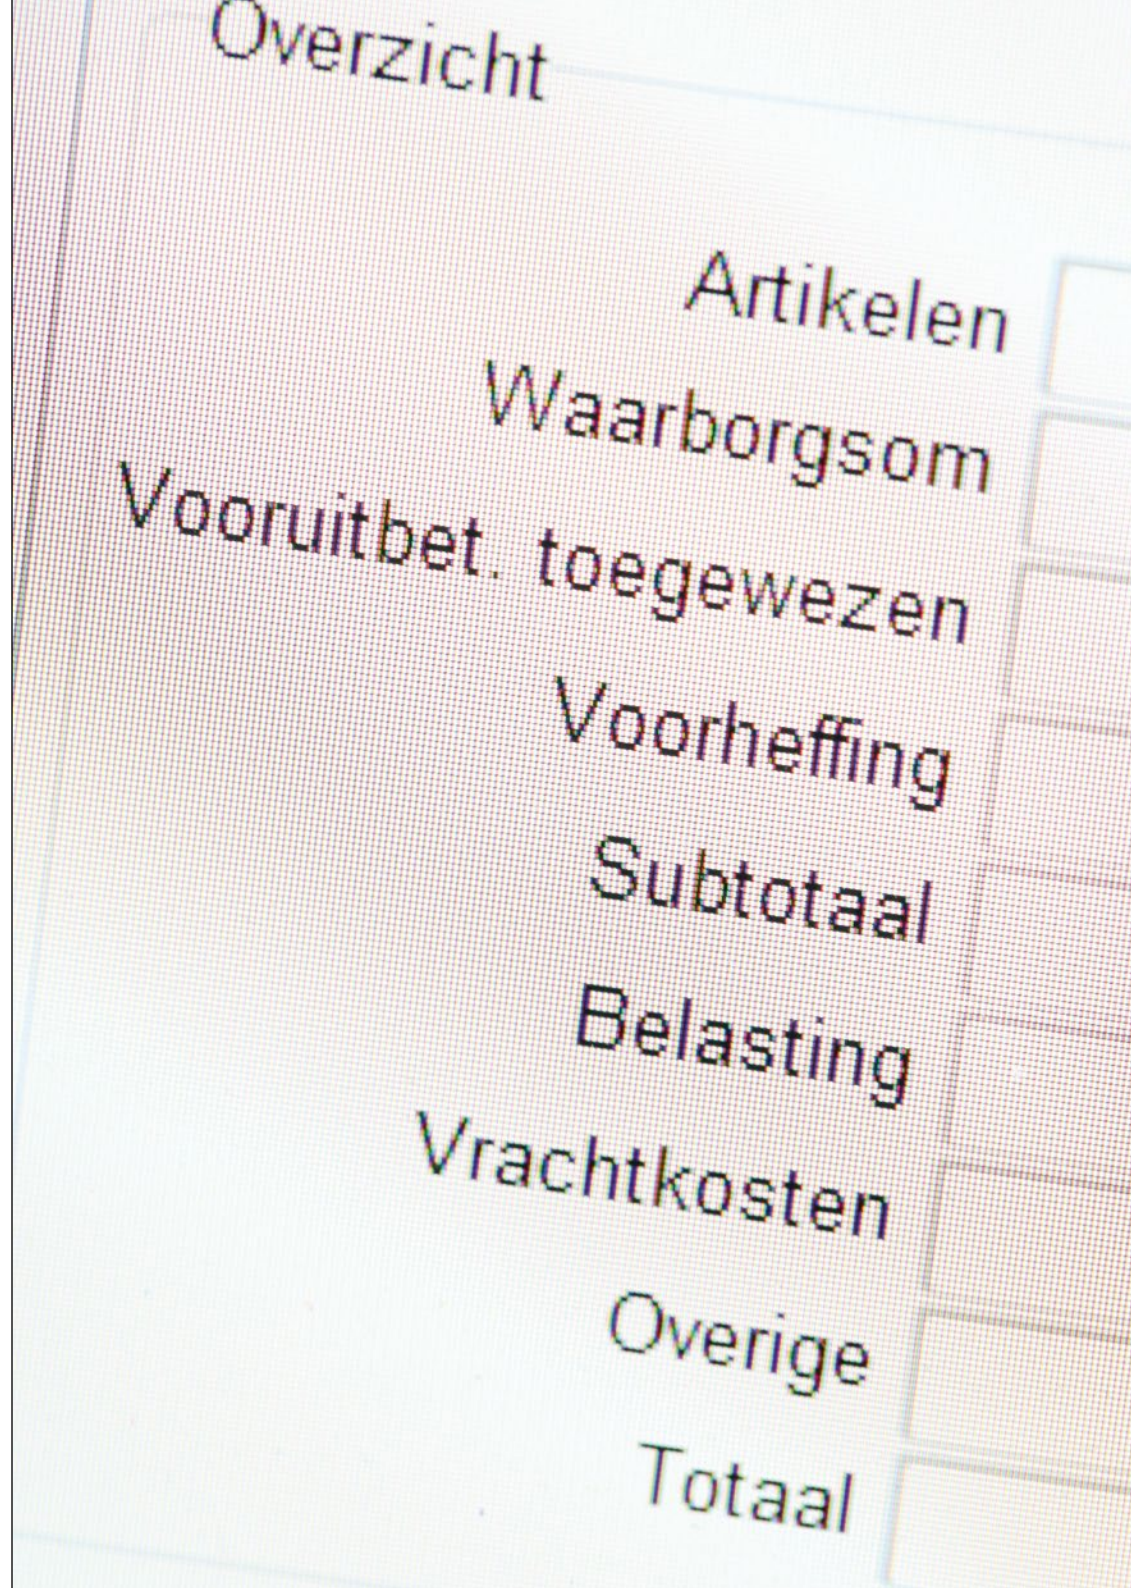 Overzicht
Artikelen
Waarborgsom
Vooruitbet. toegewezen
Voorheffing
Subtotaal
Belasting
Vrachtkosten
Overige
Totaal